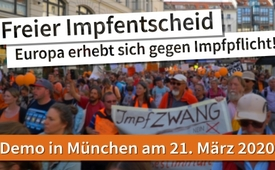 Freier Impfentscheid
Europa erhebt sich gegen Impfpflicht!
ImpfZWANG
Demo in München am 21. März 2020